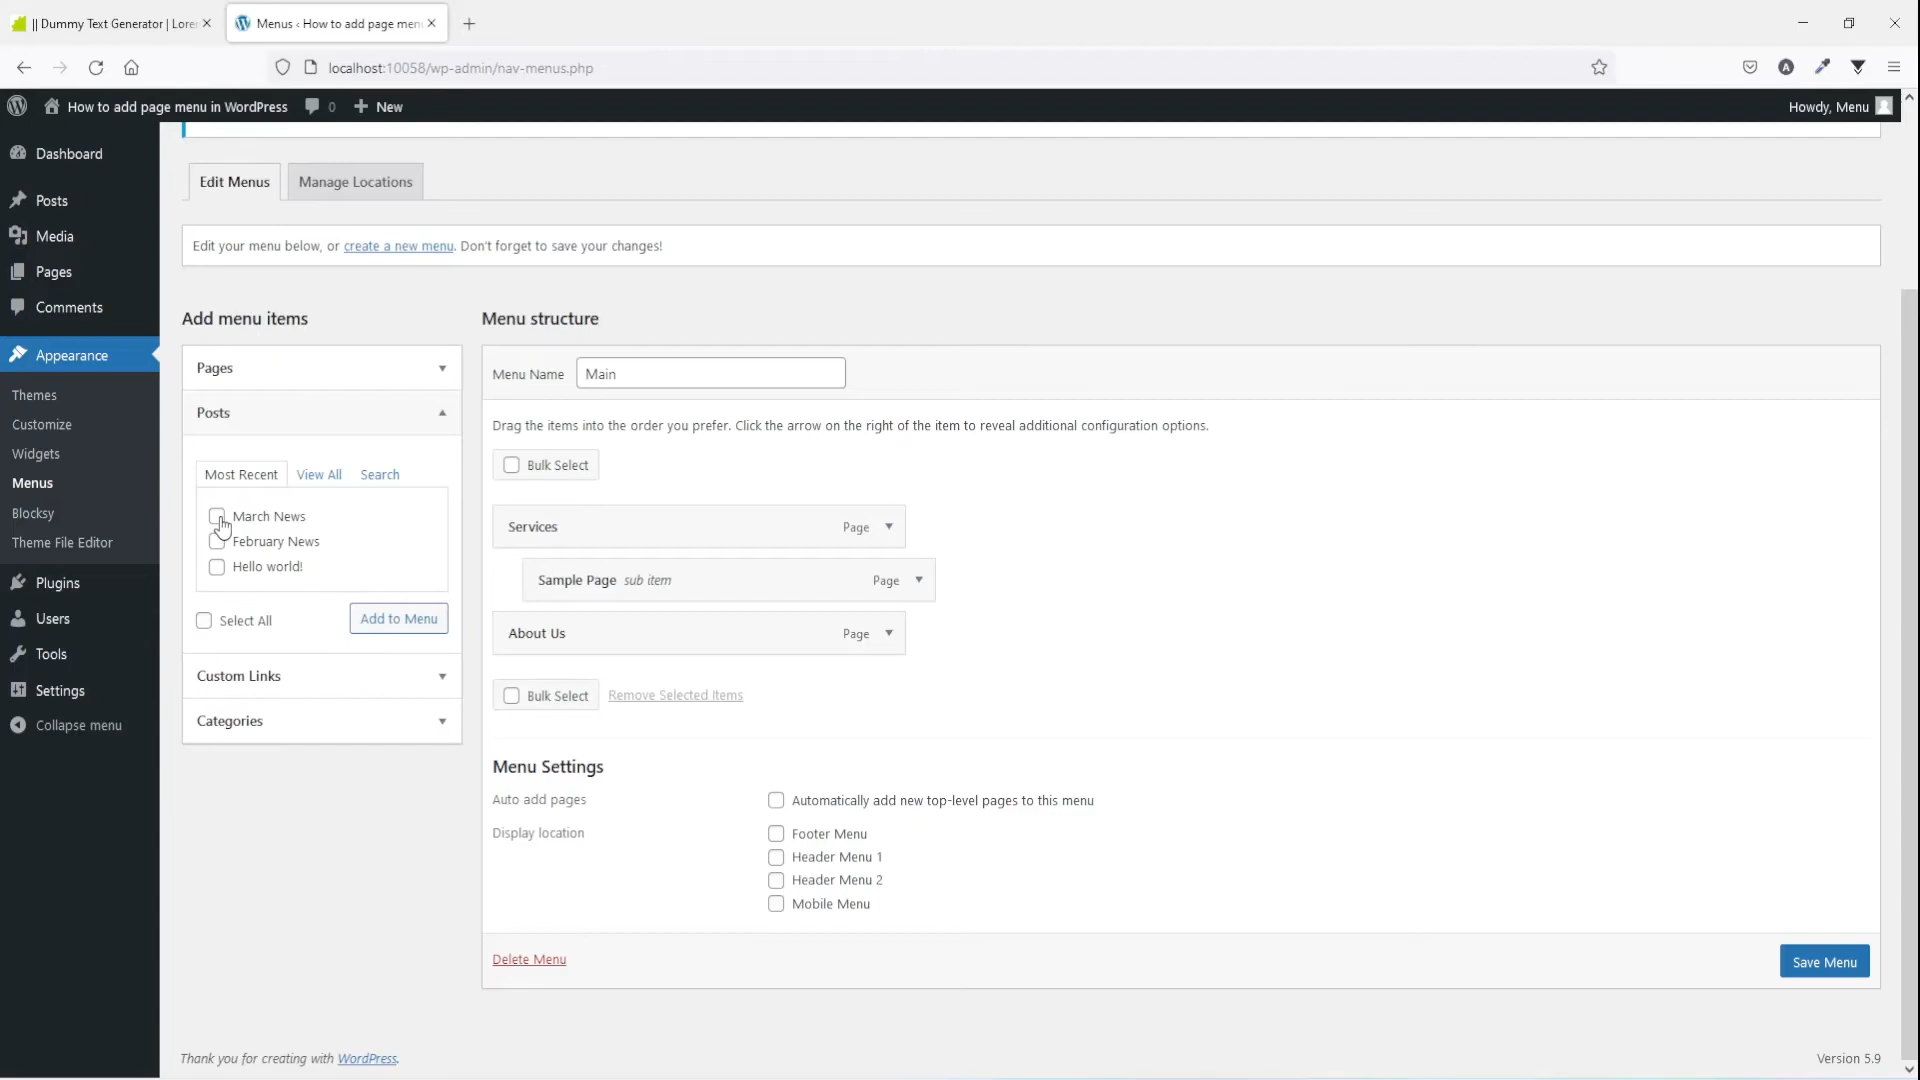 || Dummy Text Generator | Lore
Menus ‹ How to add page men
localhost:10058/wp-admin/nav-menus.php
How to add page menu in WordPress
0
New
Howdy, Menu
Dashboard
Posts
Media
Pages
Comments
Appearance
Themes
Customize
Widgets
Menus
Blocksy
Theme File Editor
Plugins
Users
Tools
Settings
Collapse menu
Edit Menus
Manage Locations
Edit your menu below, or create a new menu. Don't forget to save your changes!
Add menu items
Pages
Posts
Most Recent View All Search
March News
February News
Hello world!
Select All
Add to Menu
Custom Links
Categories
Menu structure
Menu Name Main
Drag the items into the order you prefer. Click the arrow on the right of the item to reveal additional configuration options.
Bulk Select
Services Page
Sample Page sub item Page
About Us Page
Bulk Select Remove Selected Items
Menu Settings
Auto add pages Automatically add new top-level pages to this menu
Display location Footer Menu
Header Menu 1
Header Menu 2
Mobile Menu
Delete Menu
Save Menu
Thank you for creating with WordPress.
Version 5.9